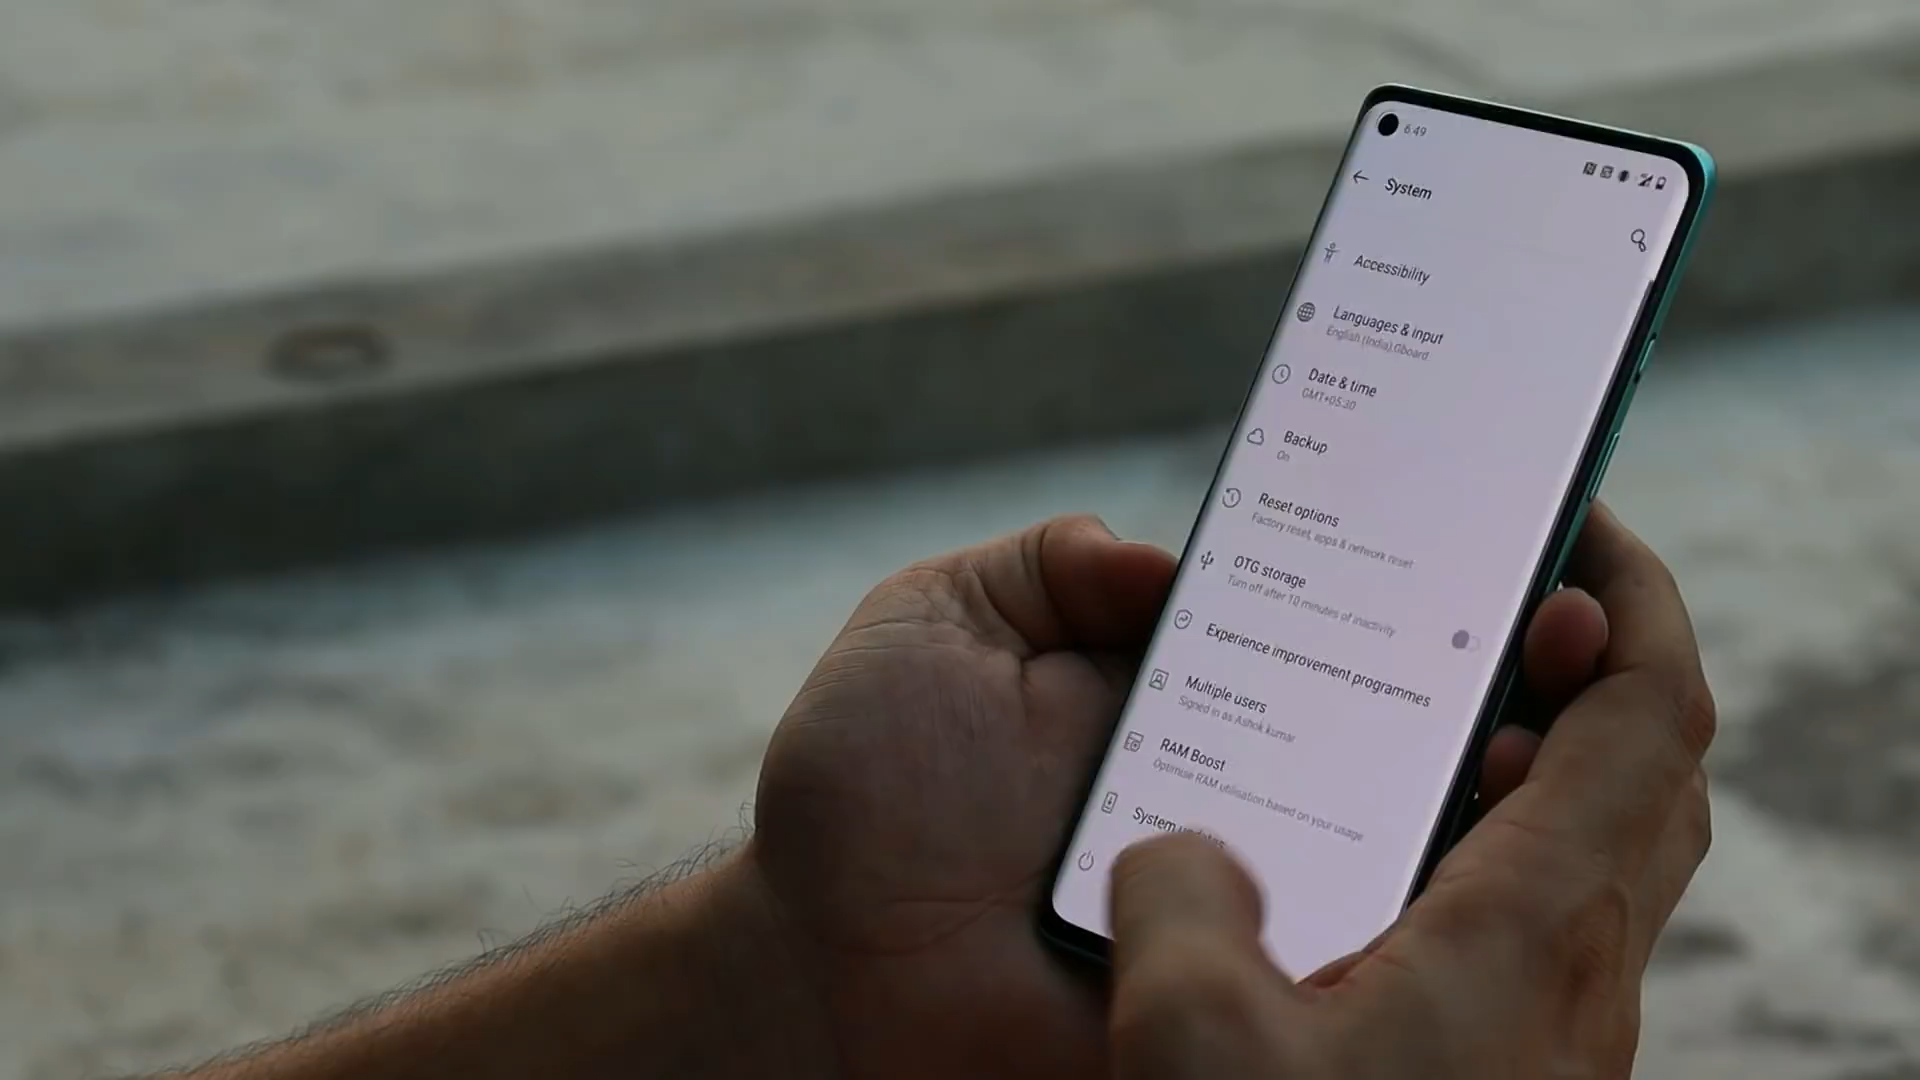 6:49
System
Accessibility
Languages & input
English (India),Gboard
Date & time
GMT+05:30
Backup
On
Reset options
Factory reset, apps & network reset
OTG storage
Turn off after 10 minutes of inactivity
Experience improvement programmes
Multiple users
Signed in as Ashok kumar
RAM Boost
Optimise RAM utilisation based on your usage
System updates